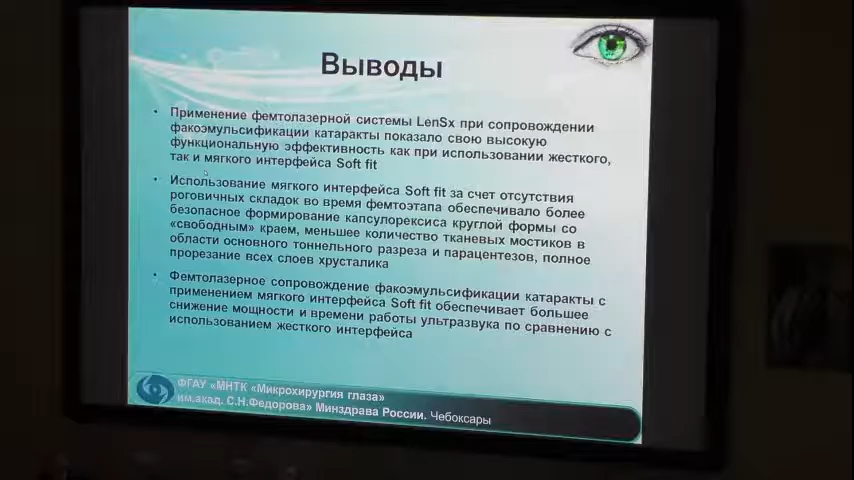 Выводы
• Применение фемтолазерной системы LenSx при сопровождении
факоэмульсификации катаракты показало свою высокую
функциональную эффективность как при использовании жесткого,
так и мягкого интерфейса Soft fit
• Использование мягкого интерфейса Soft fit за счет отсутствия
роговичных складок во время фемтоэтапа обеспечивало более
безопасное формирование капсулорексиса круглой формы со
«свободным» краем, меньшее количество тканевых мостиков в
области основного тоннельного разреза и парацентезов, полное
прорезание всех слоев хрусталика
• Фемтолазерное сопровождение факоэмульсификации катаракты с
применением мягкого интерфейса Soft fit обеспечивает большее
снижение мощности и времени работы ультразвука по сравнению с
использованием жесткого интерфейса
ФГАУ «МНТК «Микрохирургия глаза»
им.акад. С.Н.Федорова» Минздрава России. Чебоксары